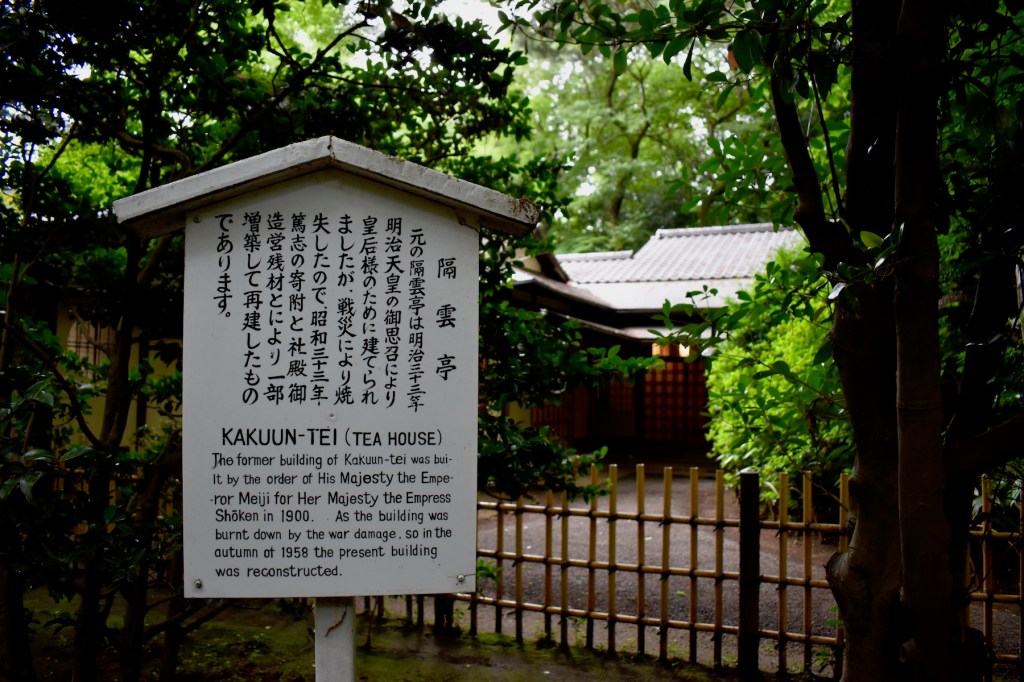 隔雲亭
元の隔雲亭は明治三十三年
明治天皇の御思召により
皇后様のために建てられ
ましたが、戦災により焼
失したので、昭和三十三年、
篤志の寄附と社殿御
造営残材とにより一部
増築して再建したもの
であります。
KAKUUN-TEI (TEA HOUSE)
The former building of Kakuun-tei was bui-
lt by the order of His Majesty the Empe-
ror Meiji for Her Majesty the Empress
Shōken in 1900. As the building was
burnt down by the war damage, so in the
autumn of 1958 the present building
was reconstructed.